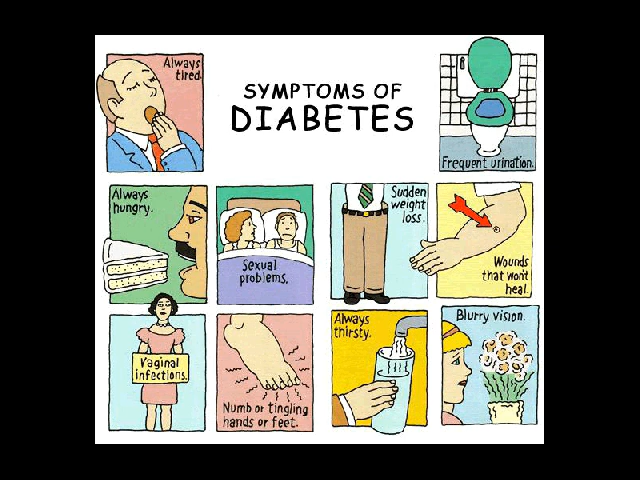 Always
tired.
SYMPTOMS OF
DIABETES
Frequent urination.
Always
hungry.
Sexual
problems.
Sudden
weight
loss.
Wounds
that won't
heal.
Vaginal
infections.
Numb or tingling
hands or feet.
Always
thirsty.
Blurry vision.